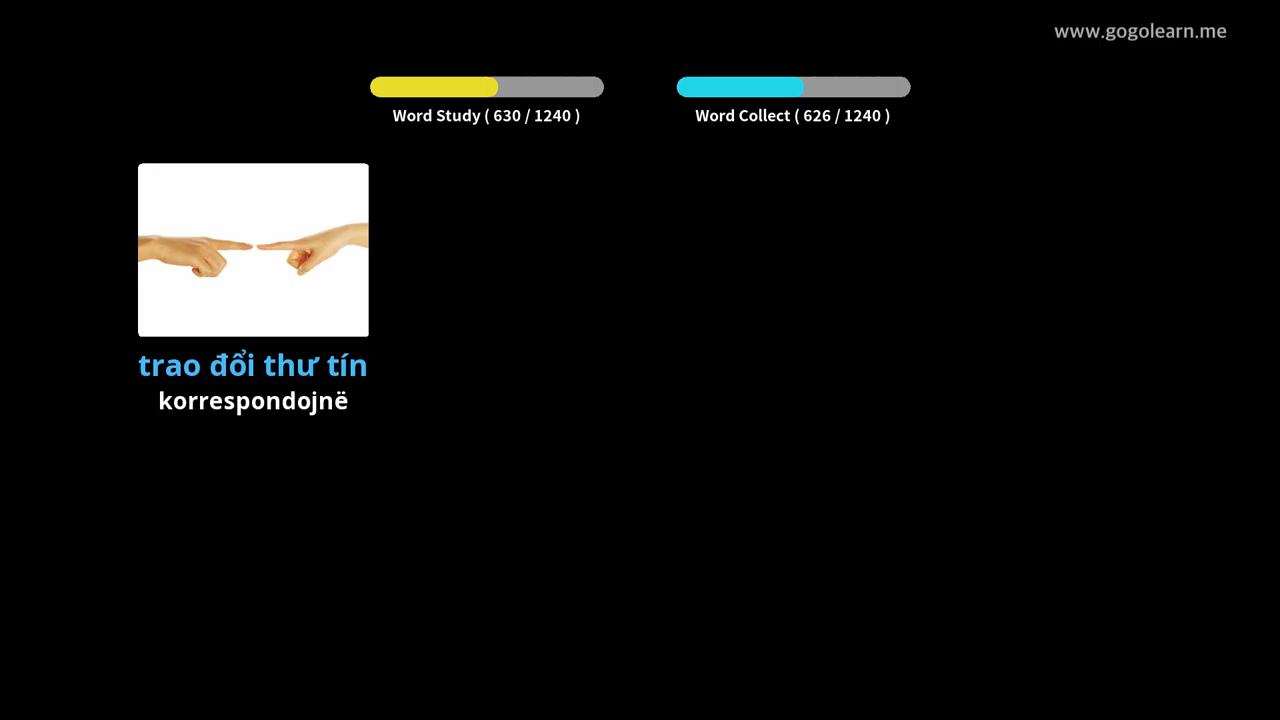 www.gogolearn.me
Word Study ( 630 / 1240 )
Word Collect ( 626 / 1240 )
trao đổi thư tín
korrespondojnë